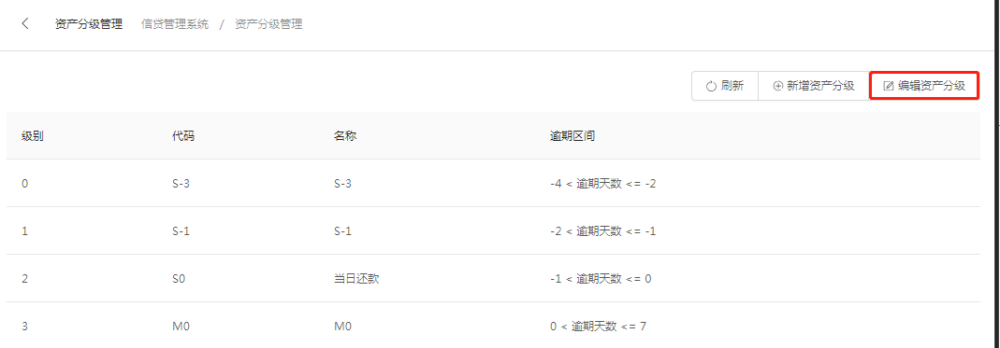 资产分级管理 信贷管理系统 / 资产分级管理
刷新 新增资产分级 编辑资产分级
级别 代码 名称 逾期区间
0 S-3 S-3 -4 < 逾期天数 <= -2
1 S-1 S-1 -2 < 逾期天数 <= -1
2 S0 当日还款 -1 < 逾期天数 <= 0
3 M0 M0 0 < 逾期天数 <= 7